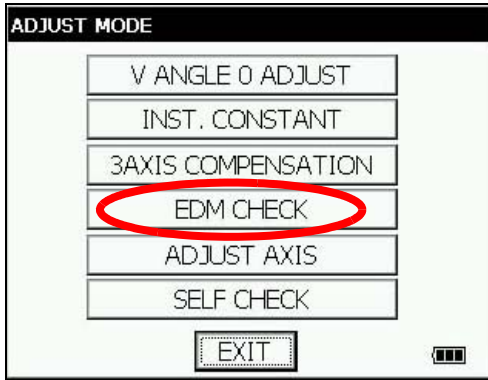 ADJUST MODE
V ANGLE 0 ADJUST
INST. CONSTANT
3AXIS COMPENSATION
EDM CHECK
ADJUST AXIS
SELF CHECK
EXIT